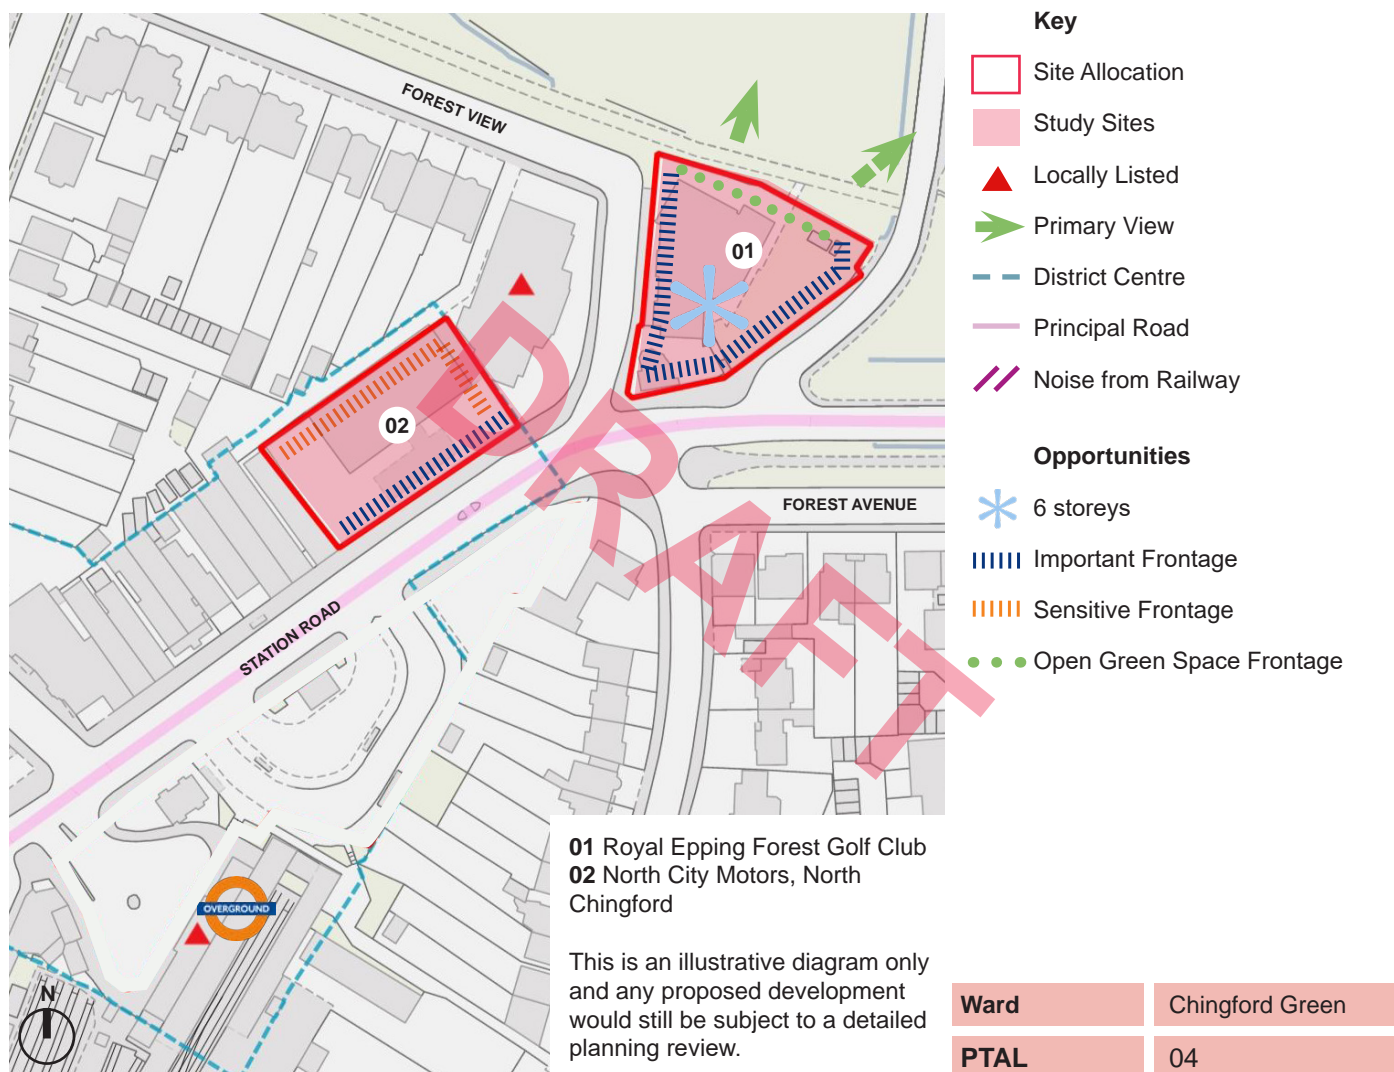 FOREST VIEW
01
02
FOREST AVENUE
STATION ROAD
OVERGROUND
N
DRAFT
01 Royal Epping Forest Golf Club
02 North City Motors, North
Chingford
This is an illustrative diagram only
and any proposed development
would still be subject to a detailed
planning review.
Key
Site Allocation
Study Sites
Locally Listed
Primary View
District Centre
Principal Road
Noise from Railway
Opportunities
6 storeys
Important Frontage
Sensitive Frontage
Open Green Space Frontage
Ward Chingford Green
PTAL 04